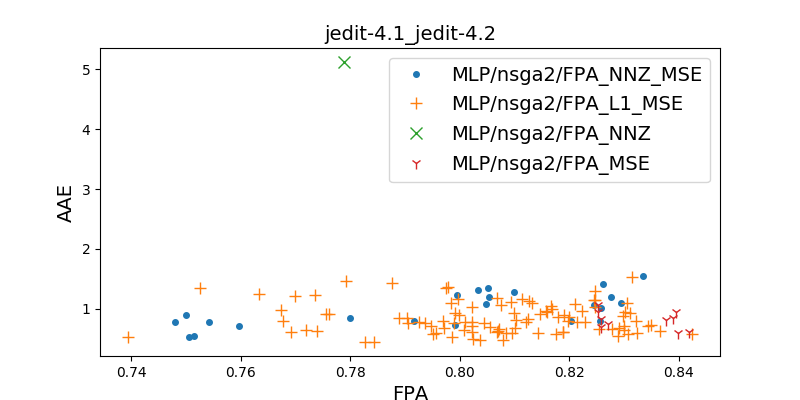 jedit-4.1_jedit-4.2
MLP/nsga2/FPA_NNZ_MSE
MLP/nsga2/FPA_L1_MSE
MLP/nsga2/FPA_NNZ
MLP/nsga2/FPA_MSE
AAE
5
4
3
2
1
0.74 0.76 0.78 0.80 0.82 0.84
FPA